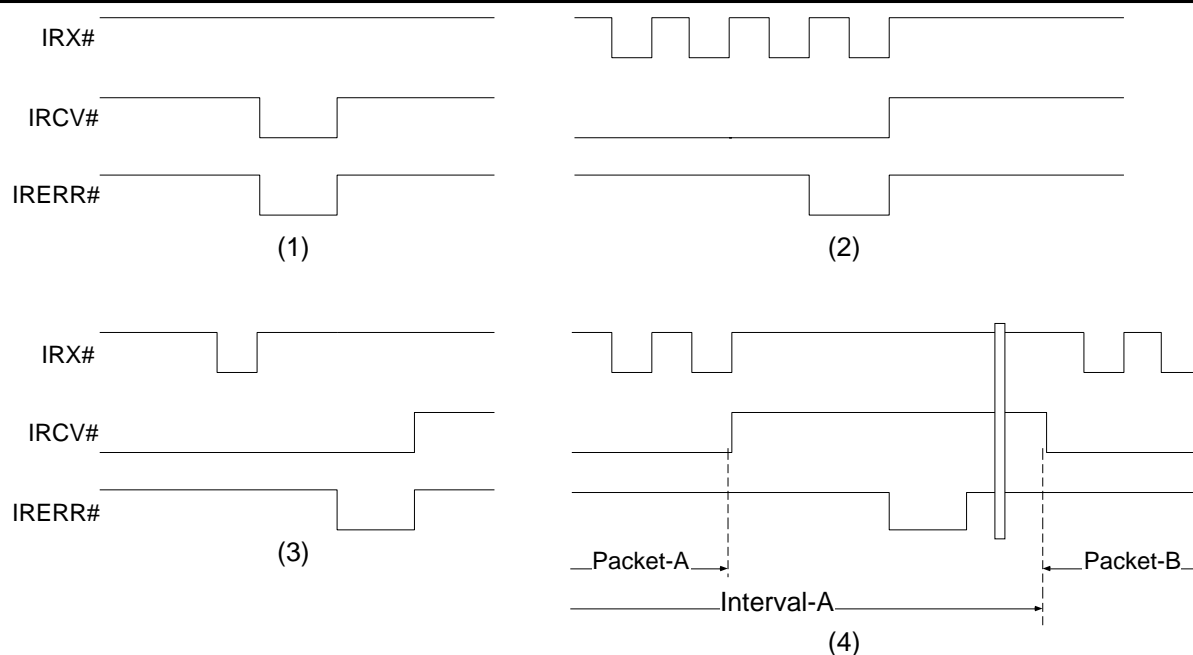 IRX#
IRCV#
IRERR#
(1)
(2)
IRX#
IRCV#
IRERR#
(3)
Packet-A
Packet-B
Interval-A
(4)